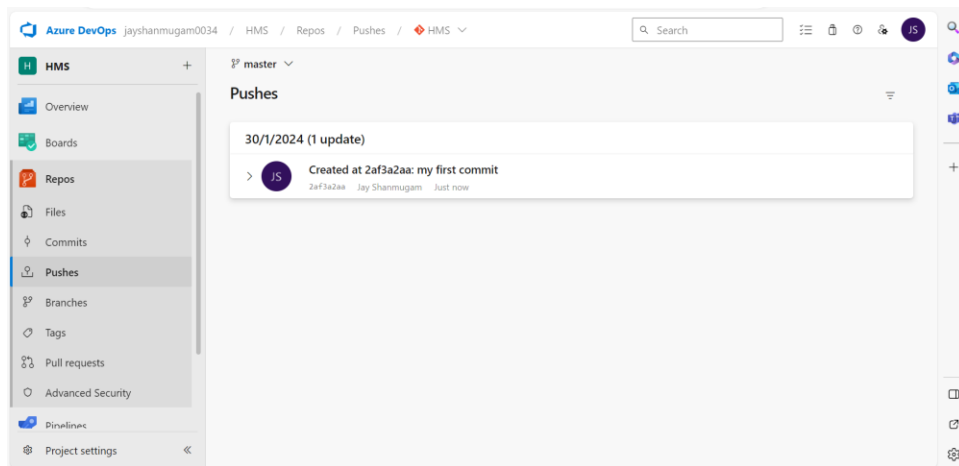 Azure DevOps jayshanmugam0034 / HMS / Repos / Pushes / HMS
Search
JS
H HMS +
master
Overview
Pushes
Boards
30/1/2024 (1 update)
Repos
JS
Created at 2af3a2aa: my first commit
2af3a2aa Jay Shanmugam Just now
Files
Commits
Pushes
Branches
Tags
Pull requests
Advanced Security
Pipelines
Project settings